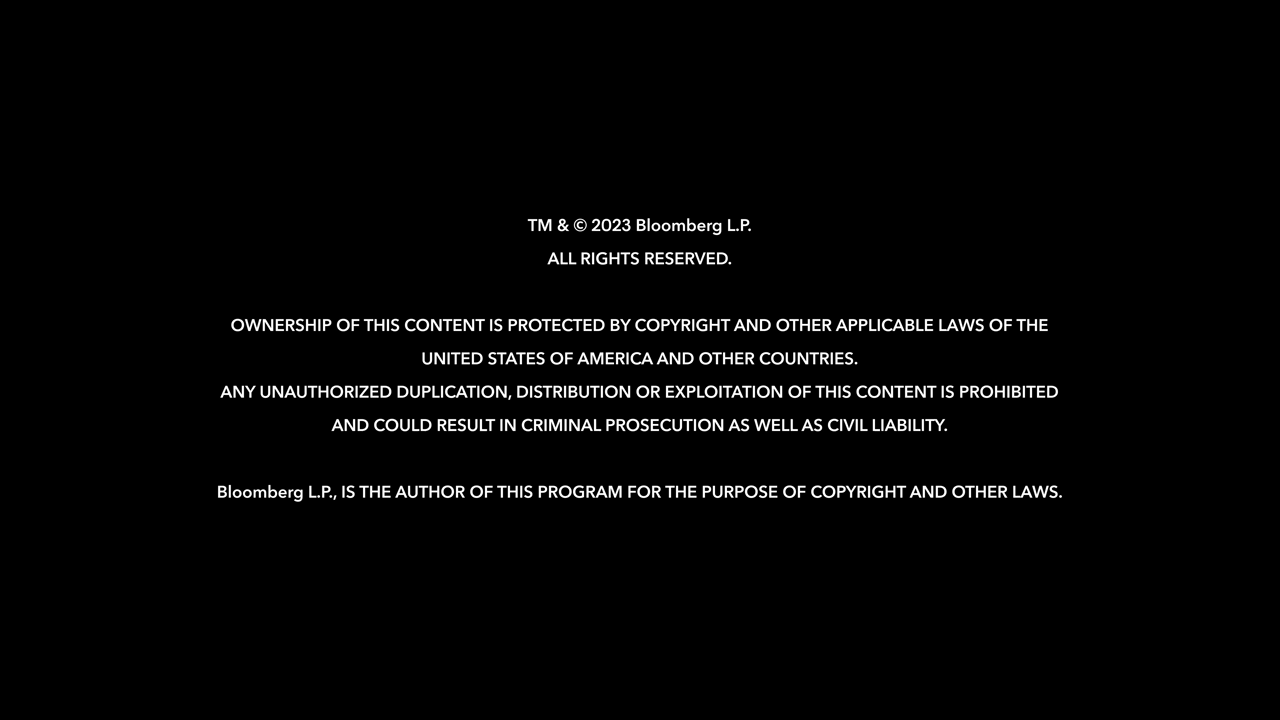 TM & © 2023 Bloomberg L.P.
ALL RIGHTS RESERVED.
OWNERSHIP OF THIS CONTENT IS PROTECTED BY COPYRIGHT AND OTHER APPLICABLE LAWS OF THE
UNITED STATES OF AMERICA AND OTHER COUNTRIES.
ANY UNAUTHORIZED DUPLICATION, DISTRIBUTION OR EXPLOITATION OF THIS CONTENT IS PROHIBITED
AND COULD RESULT IN CRIMINAL PROSECUTION AS WELL AS CIVIL LIABILITY.
Bloomberg L.P., IS THE AUTHOR OF THIS PROGRAM FOR THE PURPOSE OF COPYRIGHT AND OTHER LAWS.